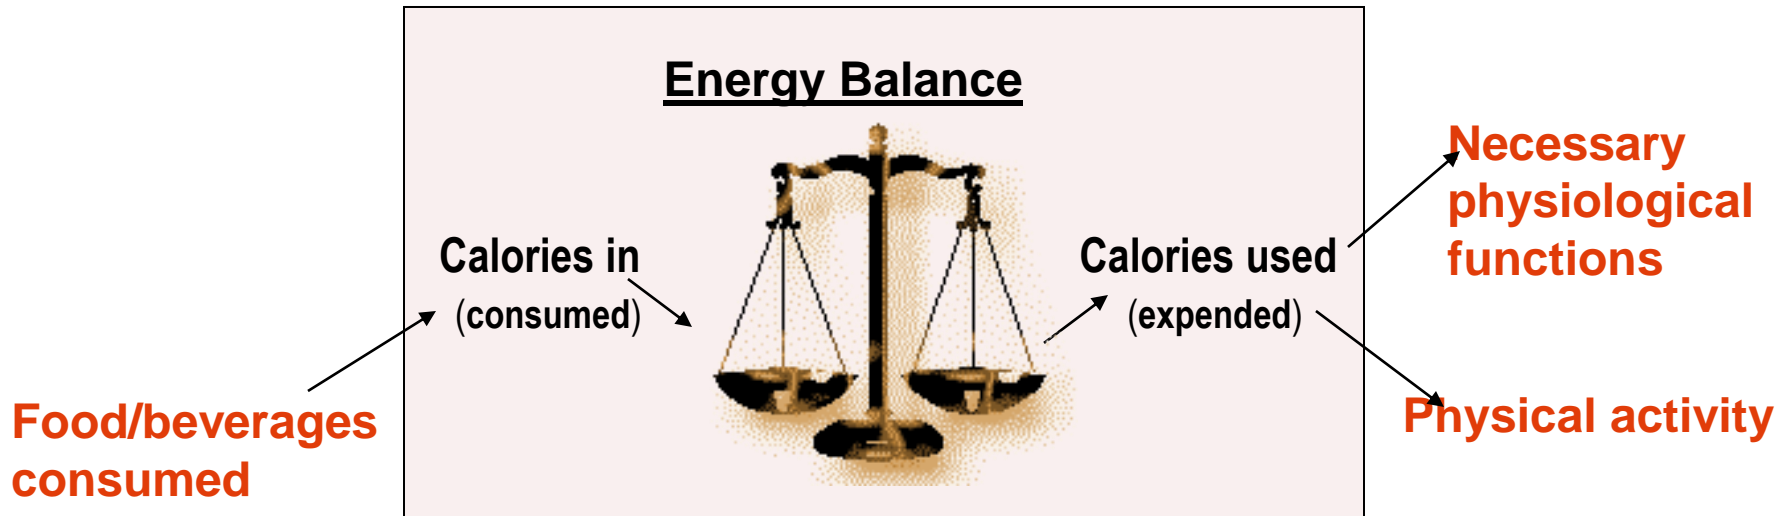 Energy Balance
Calories in
(consumed)
Calories used
(expended)
Food/beverages
consumed
Necessary
physiological
functions
Physical activity